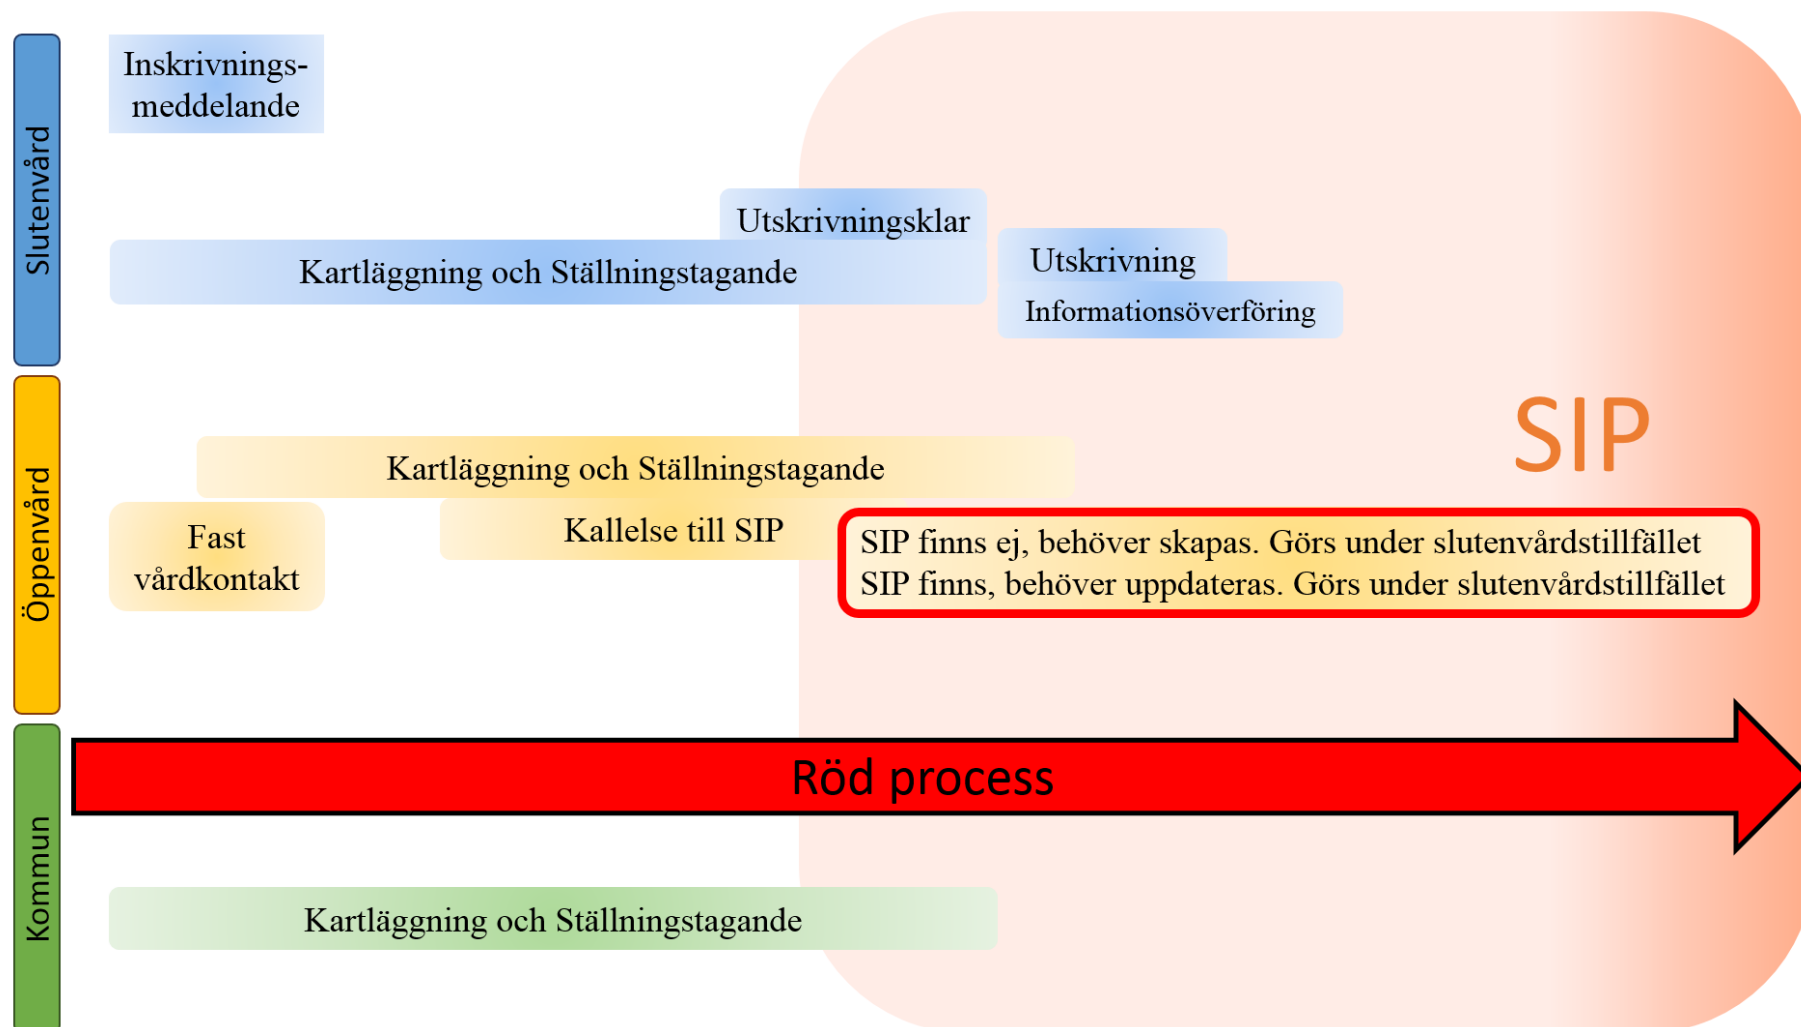 Slutenvård
Inskrivnings-
meddelande
Utskrivningsklar
Kartläggning och Ställningstagande
Utskrivning
Informationsöverföring
Öppenvård
SIP
Kartläggning och Ställningstagande
Kallelse till SIP
Fast
vårdkontakt
SIP finns ej, behöver skapas. Görs under slutenvårdstillfället
SIP finns, behöver uppdateras. Görs under slutenvårdstillfället
Röd process
Kommun
Kartläggning och Ställningstagande